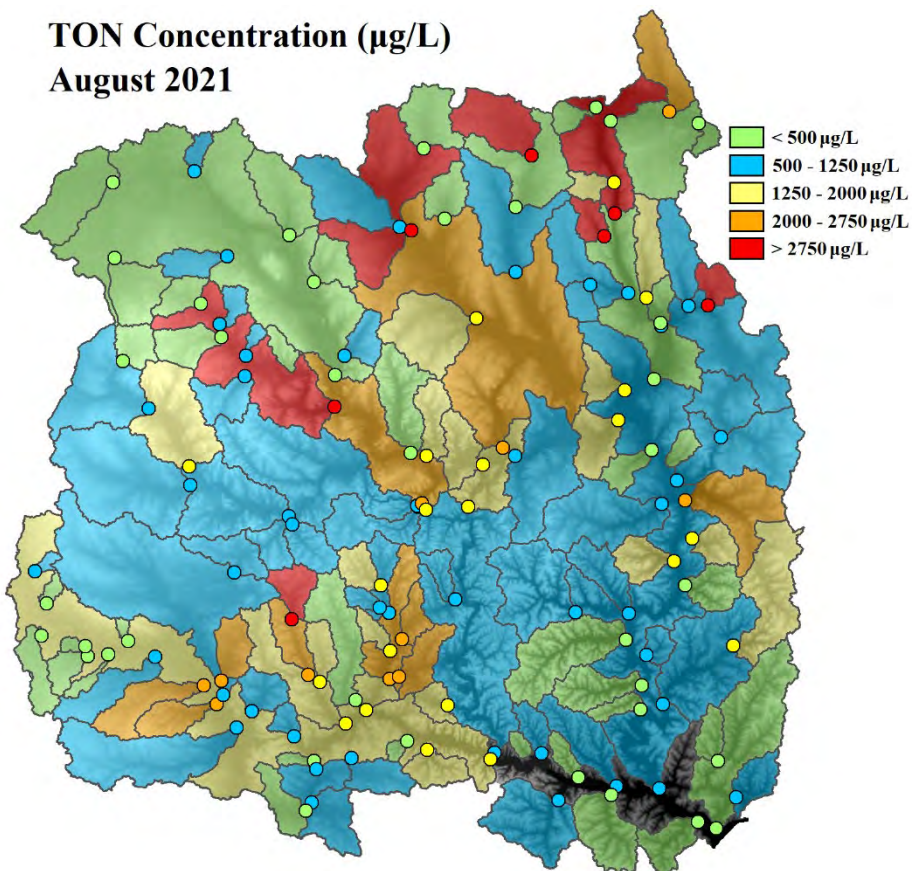 TON Concentration (µg/L)
August 2021
< 500 µg/L
500 - 1250 µg/L
1250 - 2000 µg/L
2000 - 2750 µg/L
> 2750 µg/L